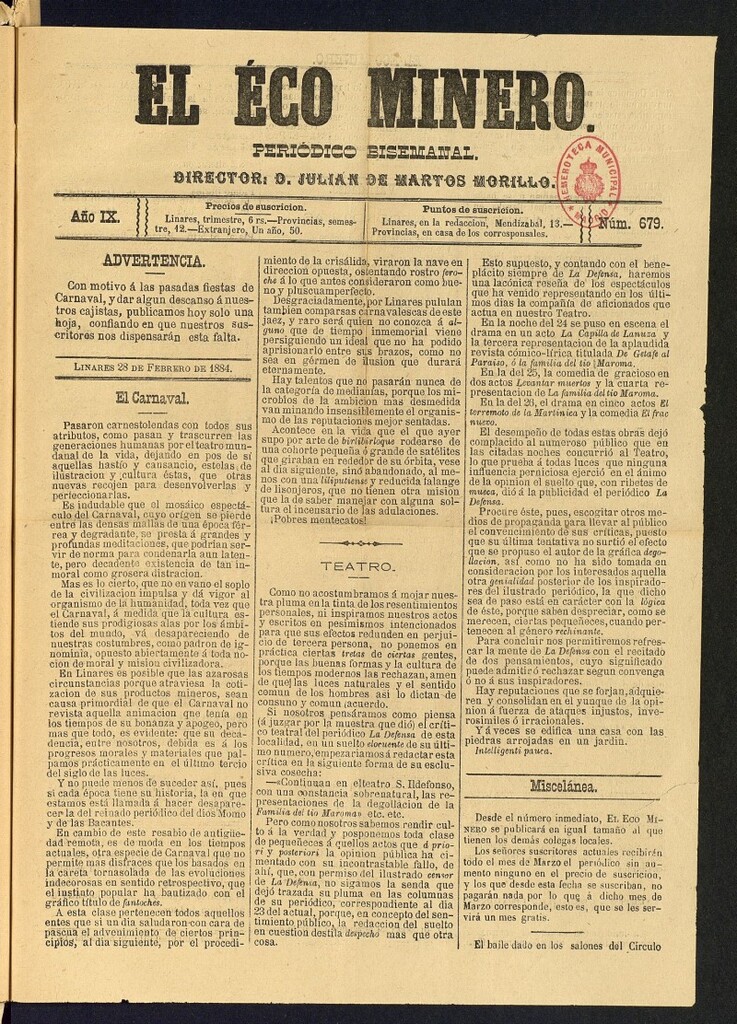 EL ÉCO MINERO.
PERIÓDICO BISEMANAL.
DIRECTOR: D. JULIAN DE MARTOS MORILLO.
HEMEROTECA MUNICIPAL
MADRID
Año IX.
Precios de suscricion.
Linares, trimestre, 6 rs.—Provincias, semes-
tre, 12.—Extranjero, Un año, 50.
Puntos de suscricion.
Linares, en la redaccion, Mendizabal, 13.—
Provincias, en casa de los corresponsales.
Núm. 679.
ADVERTENCIA.
Con motivo á las pasadas fiestas de
Carnaval, y dar algun descanso á nues-
tros cajistas, publicamos hoy solo una
hoja, confiando en que nuestros sus-
critores nos dispensarán esta falta.
LINARES 28 DE FEBRERO DE 1884.
El Carnaval.
Pasaron carnestolendas con todos sus
atributos, como pasan y trascurren las
generaciones humanas por el teatro mun-
danal de la vida, dejando en pos de sí
aquellas hastío y cansancio, estelas de
ilustracion y cultura éstas, que otras
nuevas recojen para desenvolverlas y
perfeccionarlas.
Es indudable que el mosáico espectá-
culo del Carnaval, cuyo orígen se pierde
entre las densas mallas de una época fér-
rea y degradante, se presta á grandes y
profundas meditaciones, que podrian ser-
vir de norma para condenar la aun laten-
te, pero decadente existencia de tan in-
moral como grosera distracion.
Mas es lo cierto, que no en vano el soplo
de la civilizacion impulsa y dá vigor al
organismo de la humanidad, toda vez que
el Carnaval, á medida que la cultura es-
tiende sus prodigiosas alas por los ámbi-
tos del mundo, vá desapareciendo de
nuestras costumbres, como padron de ig-
nominia, opuesto abiertamente á toda no-
cion de moral y mision civilizadora.
En Linares es posible que las azarosas
circunstancias porque atraviesa la coti-
zacion de sus productos mineros, sean
causa primordial de que el Carnaval no
revista aquella animacion que tenía en
los tiempos de su bonanza y apogeo, pero
mas que todo, es evidente: que su deca-
dencia, entre nosotros, debida es á los
progresos morales y materiales que pal-
pamos prácticamente en el último tercio
del siglo de las luces.
Y no puede menos de suceder así, pues
si cada época tiene su historia, la en que
estamos está llamada á hacer desapare-
cer la del reinado periódico del dios Momo
y de las Bacantes.
En cambio de este resabio de antigüe-
dad remota, es de moda en los tiempos
actuales, otra especie de Carnaval que no
permite mas disfraces que los basados en
la careta tornasolada de las evoluciones
indecorosas en sentido retrospectivo, que
el instinto popular ha bautizado con el
gráfico título de fantoches.
A esta clase pertenecen todos aquellos
entes que si un dia saludaron con cara de
pascua el advenimiento de ciertos prin-
cipios, al dia siguiente, por el procedi-
miento de la crisálida, viraron la nave en
direccion opuesta, ostentando rostro fero-
che á lo que antes consideraron como bue-
no y pluscuamperfecto.
Desgraciadamente, por Linares pululan
tambien comparsas carnavalescas de este
jaez, y raro será quien no conozca á al-
guno que de tiempo inmemorial viene
persiguiendo un ideal que no ha podido
aprisionarlo entre sus brazos, como no
sea en gérmen de ilusion que durará
eternamente.
Hay talentos que no pasarán nunca de
la categoría de medianías, porque los mi-
crobios de la ambicion mas desmedida
van minando insensiblemente el organis-
mo de las reputaciones mejor sentadas.
Acontece en la vida que el que ayer
supo por arte de birlibirloque rodearse de
una cohorte pequeña ó grande de satélites
que giraban en rededor de su órbita, vese
al dia siguiente, sinó abandonado, al me-
nos con una liliputiense y reducida falange
de lisonjeros, que no tienen otra mision
que la de saber manejar con alguna sol-
tura el incensario de las adulaciones.
¡Pobres mentecatos!
TEATRO.
Como no acostumbramos á mojar nues-
tra pluma en la tinta de los resentimientos
personales, ni inspiramos nuestros actos
y escritos en pesimismos intencionados
para que sus efectos redunden en perjui-
cio de tercera persona, no ponemos en
práctica ciertas tretas de ciertas gentes,
porque las buenas formas y la cultura de
los tiempos modernos las rechazan, amen
de que las luces naturales y el sentido
comun de los hombres así lo dictan de
consuno y comun acuerdo.
Si nosotros pensáramos como piensa
(á juzgar por la muestra que dió) el críti-
co teatral del periódico La Defensa de esta
localidad, en un suelto elocuente de su últi-
mo número, empezaríamos á redactar esta
crítica en la siguiente forma de su esclu-
siva cosecha:
—«Continuan en el teatro S. Ildefonso,
con una constancia sobrenatural, las re-
presentaciones de la degollacion de la
Familia del tio Maroma» etc. etc.
Pero como nosotros sabemos rendir cul-
to á la verdad y posponemos toda clase
de pequeñeces á quellos actos que á prio-
ri y posteriori la opinion pública ha ci-
mentado con su incontrastable fallo, de
ahí, que, con permiso del ilustrado censor
de La Defensa, no sigamos la senda que
dejó trazada su pluma en las columnas
de su periódico, correspondiente al dia
23 del actual, porque, en concepto del sen-
timiento público, la redaccion del suelto
en cuestion destila despecho mas que otra
cosa.
Esto supuesto, y contando con el bene-
plácito siempre de La Defensa, haremos
una lacónica reseña de los espectáculos
que ha venido representando en los últi-
mos dias la compañía de aficionados que
actua en nuestro Teatro.
En la noche del 24 se puso en escena el
drama en un acto La Capilla de Lanuza y
la tercera representacion de la aplaudida
revista cómico-lírica titulada De Getafe al
Paraiso, ó la familia del tio Maroma.
En la del 25, la comedia de gracioso en
dos actos Levantar muertos y la cuarta re-
presentacion de La familia del tio Maroma.
En la del 26, el drama en cinco actos El
terremoto de la Martinica y la comedia El frac
nuevo.
El desempeño de todas estas obras dejó
complacido al numeroso público que en
las citadas noches concurrió al Teatro,
lo que prueba á todas luces que ninguna
influencia perniciosa ejerció en el ánimo
de la opinion el suelto que, con ribetes de
musca, dió á la publicidad el periódico La
Defensa.
Procure éste, pues, escogitar otros me-
dios de propaganda para llevar al público
el convencimiento de sus críticas, puesto
que su última tentativa no surtió el efecto
que se propuso el autor de la gráfica dego-
llacion, así como no ha sido tomada en
consideracion por los interesados aquella
otra genialidad posterior de los inspirado-
res del ilustrado periódico, la que dicho
sea de paso está en carácter con la lógica
de éste, porque saben despreciar, como se
merecen, ciertas pequeñeces, cuando per-
tenecen al género rechinante.
Para concluir nos permitiremos refres-
car la mente de La Defensa con el recitado
de dos pensamientos, cuyo significado
puede admitir ó rechazar segun convenga
ó no á sus inspiradores.
Hay reputaciones que se forjan, adquie-
ren y consolidan en el yunque de la opi-
nion á fuerza de ataques injustos, inve-
rosímiles ó irracionales.
Y á veces se edifica una casa con las
piedras arrojadas en un jardin.
Intelligenti pauca.
Miscelánea.
Desde el número inmediato, EL ECO MI-
NERO se publicará en igual tamaño al que
tienen los demás colegas locales.
Los señores suscritores actuales recibirán
todo el mes de Marzo el periódico sin au-
mento ninguno en el precio de suscricion,
y los que desde esta fecha se suscriban, no
pagarán nada por lo que á dicho mes de
Marzo corresponde, esto es, que se les ser-
virá un mes gratis.
El baile dado en los salones del Círculo